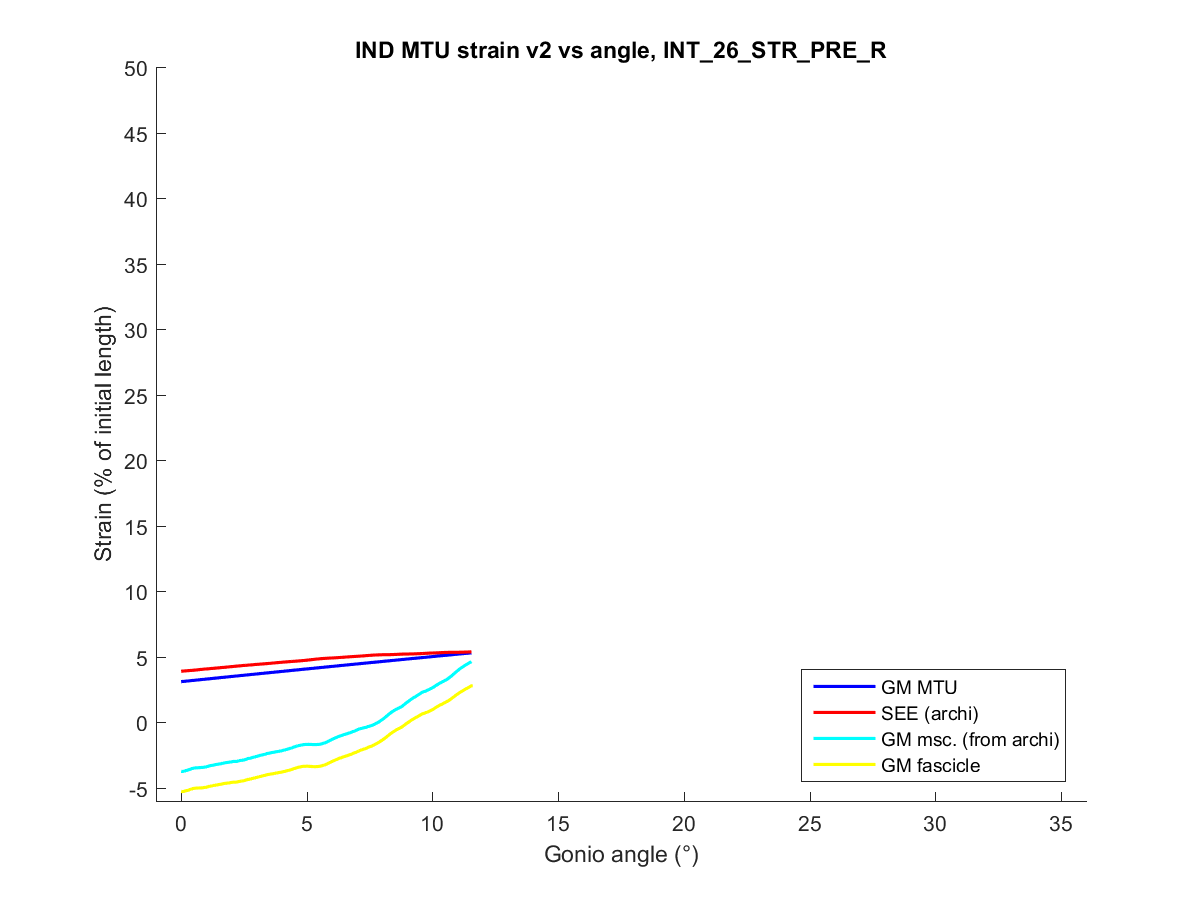 IND MTU strain v2 vs angle, INT_26_STR_PRE_R
50
45
40
35
30
25
20
15
10
5
0
-5
Strain (% of initial length)
0 5 10 15 20 25 30 35
Gonio angle (°)
GM MTU
SEE (archi)
GM msc. (from archi)
GM fascicle